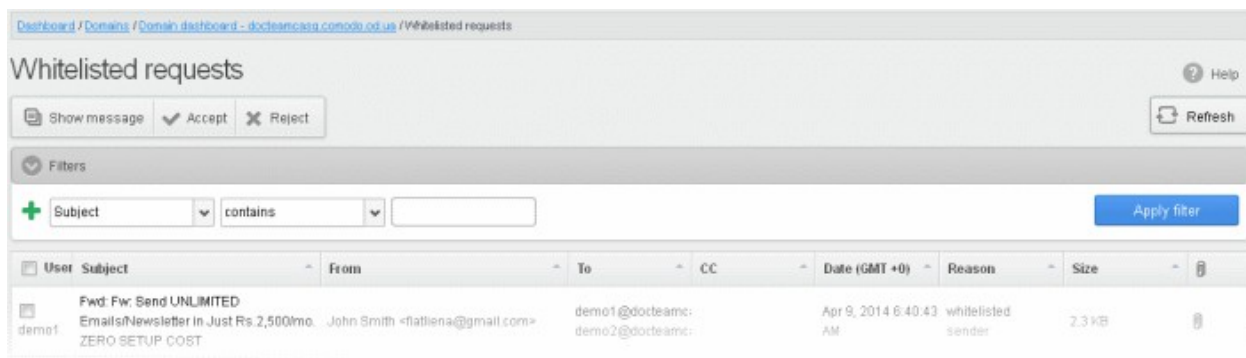 Dashboard / Domains / Domain dashboard - docteamcasg.comodo.od.ua / Whitelisted requests
Whitelisted requests
Help
Show message Accept Reject
Refresh
Filters
Subject contains
Apply filter
User Subject From To CC Date (GMT +0) Reason Size
Fwd: Fw: Send UNLIMITED
Emails/Newsletter in Just Rs.2,500/mo.
ZERO SETUP COST
demo1
John Smith <flatliena@gmail.com>
demo1@docteamca
demo2@docteamca
Apr 9, 2014 6:40:43
AM
whitelisted
sender
2,3 KB